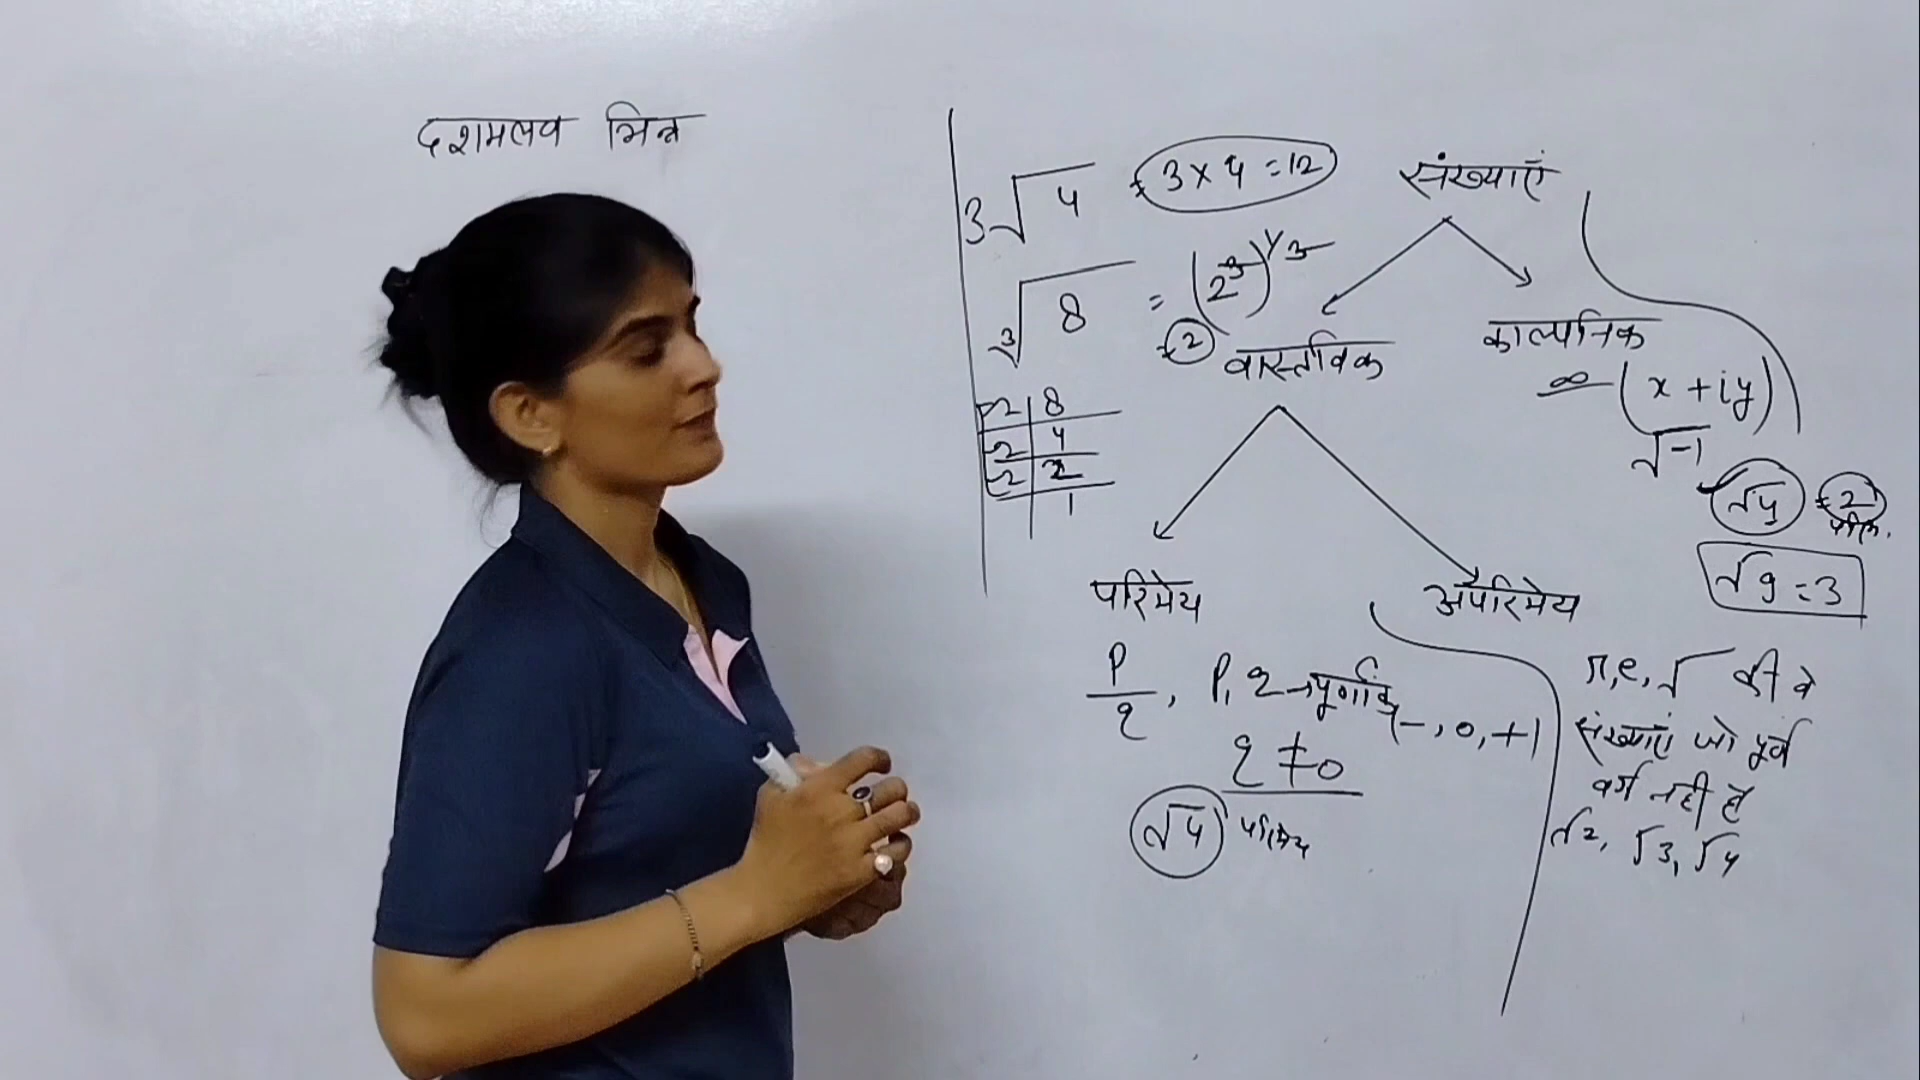 दशमलव भिन्न
3√4 = 3 × 4 = 12
∛8 = (2³)^1/3
= 2
2 | 8
2 | 4
2 | 2
1
संख्याएं
वास्तविक
काल्पनिक
∞ (x + iy)
√-1
√4 = 2
√9 = 3
परिमेय
अपरिमेय
p/q, p, q → पूर्णांक -, 0, +1
q ≠ 0
√4 परिमेय
π, e, √ की वे
संख्याएं जो पूर्ण
वर्ग नहीं हो
√2, √3, √4